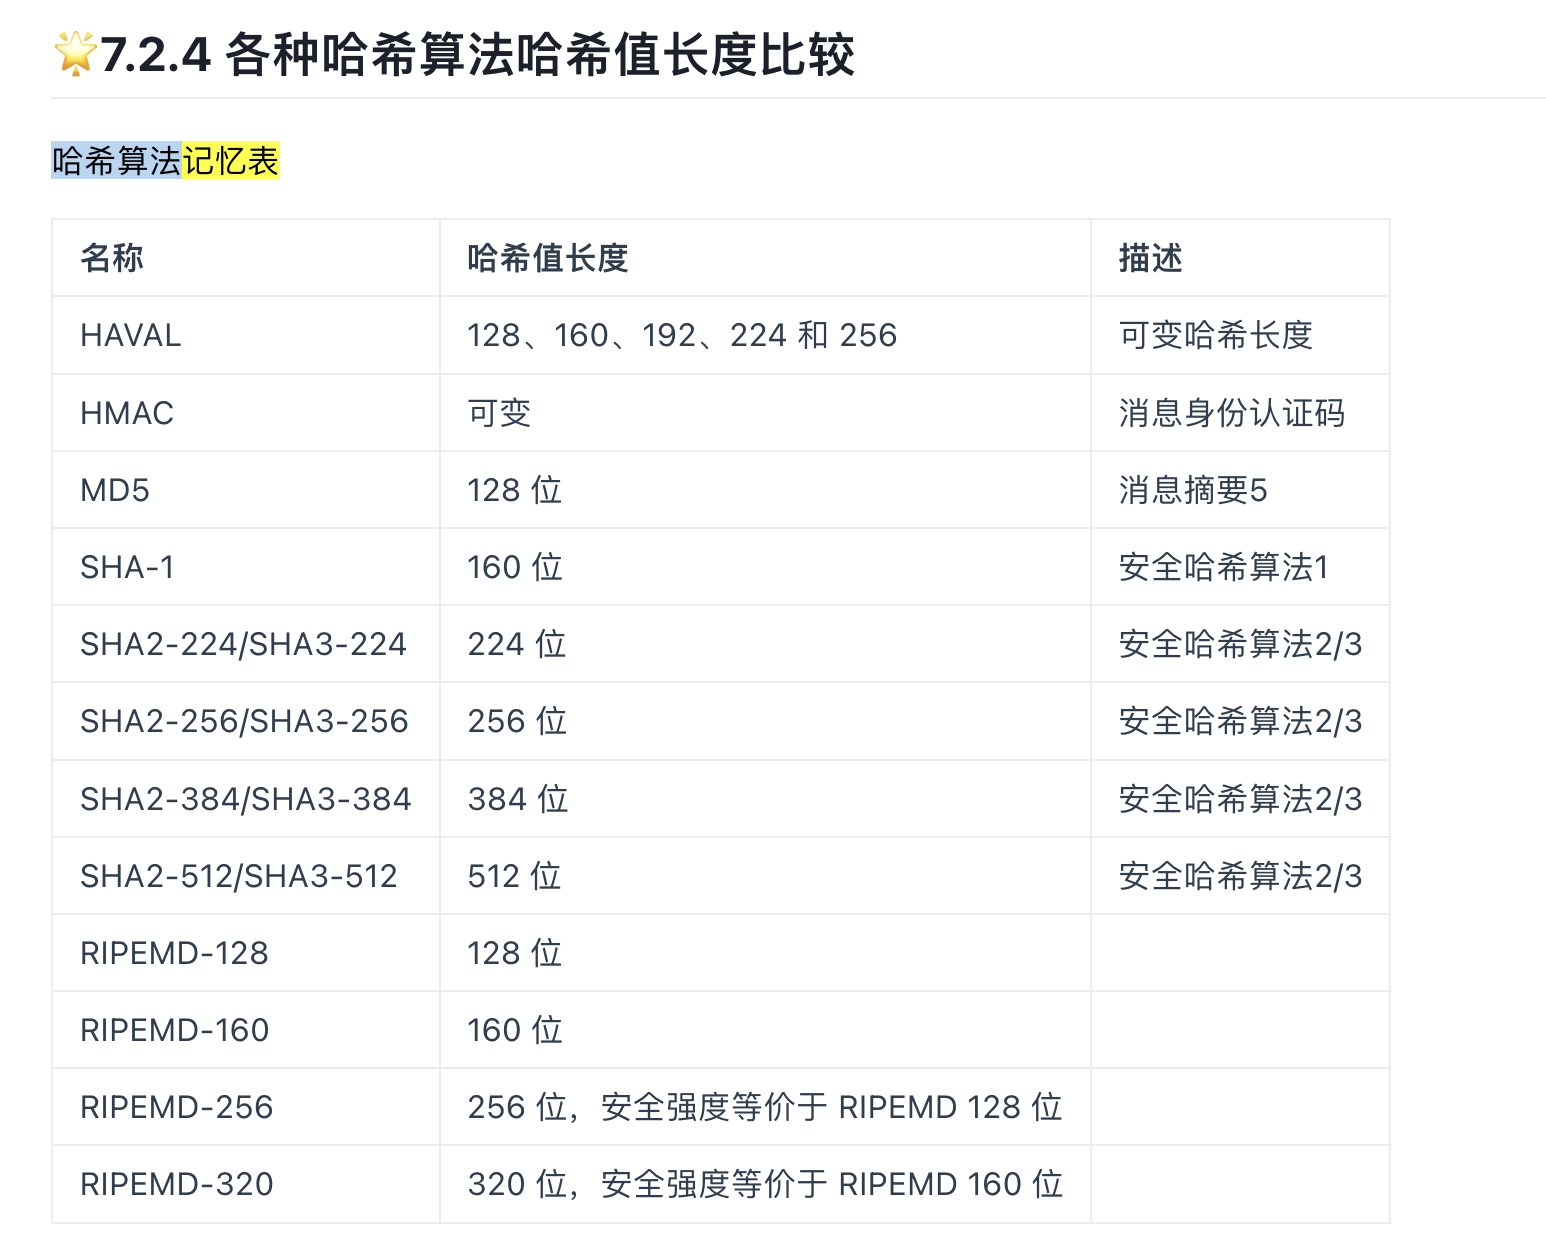 🌟7.2.4 各种哈希算法哈希值长度比较
哈希算法记忆表
名称 哈希值长度 描述
HAVAL 128、160、192、224 和 256 可变哈希长度
HMAC 可变 消息身份认证码
MD5 128 位 消息摘要5
SHA-1 160 位 安全哈希算法1
SHA2-224/SHA3-224 224 位 安全哈希算法2/3
SHA2-256/SHA3-256 256 位 安全哈希算法2/3
SHA2-384/SHA3-384 384 位 安全哈希算法2/3
SHA2-512/SHA3-512 512 位 安全哈希算法2/3
RIPEMD-128 128 位
RIPEMD-160 160 位
RIPEMD-256 256 位，安全强度等价于 RIPEMD 128 位
RIPEMD-320 320 位，安全强度等价于 RIPEMD 160 位